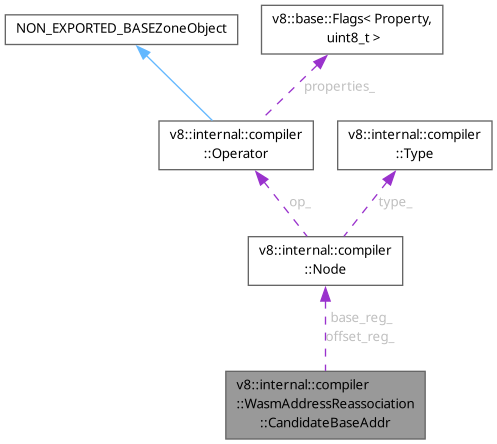 NON_EXPORTED_BASEZoneObject
v8::base::Flags< Property,
uint8_t >
properties_
v8::internal::compiler
::Operator
v8::internal::compiler
::Type
op_
type_
v8::internal::compiler
::Node
base_reg_
offset_reg_
v8::internal::compiler
::WasmAddressReassociation
::CandidateBaseAddr